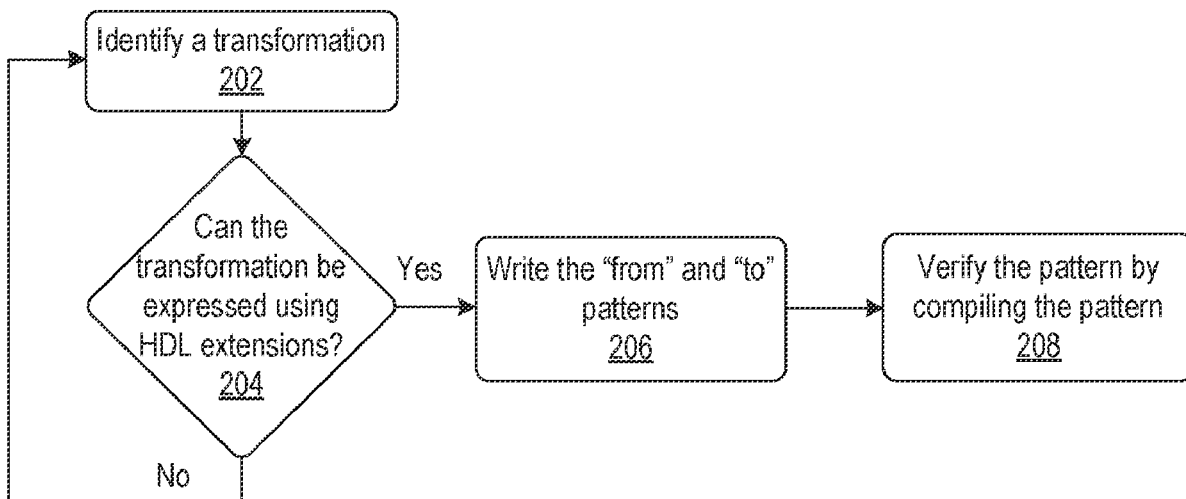 Identify a transformation
202
Can the
transformation be
expressed using
HDL extensions?
204
Yes
Write the “from” and “to”
patterns
206
Verify the pattern by
compiling the pattern
208
No